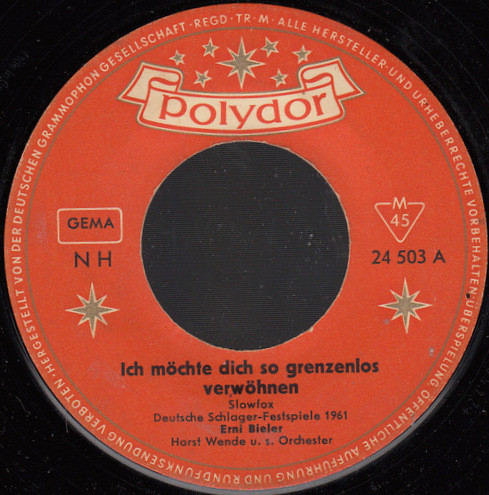 HERGESTELLT VON DER DEUTSCHEN GRAMMOPHON GESELLSCHAFT · REGD · TR · M · ALLE HERSTELLER- UND URHEBERRECHTE VORBEHALTEN · ÜBERSPIELUNG ÖFFENTLICHE AUFFÜHRUNG UND RUNDFUNKSENDUNG VERBOTEN ·
Polydor
GEMA
N H
M
45
24 503 A
Ich möchte dich so grenzenlos
verwöhnen
Slowfox
Deutsche Schlager-Festspiele 1961
Erni Bieler
Horst Wende u. s. Orchester